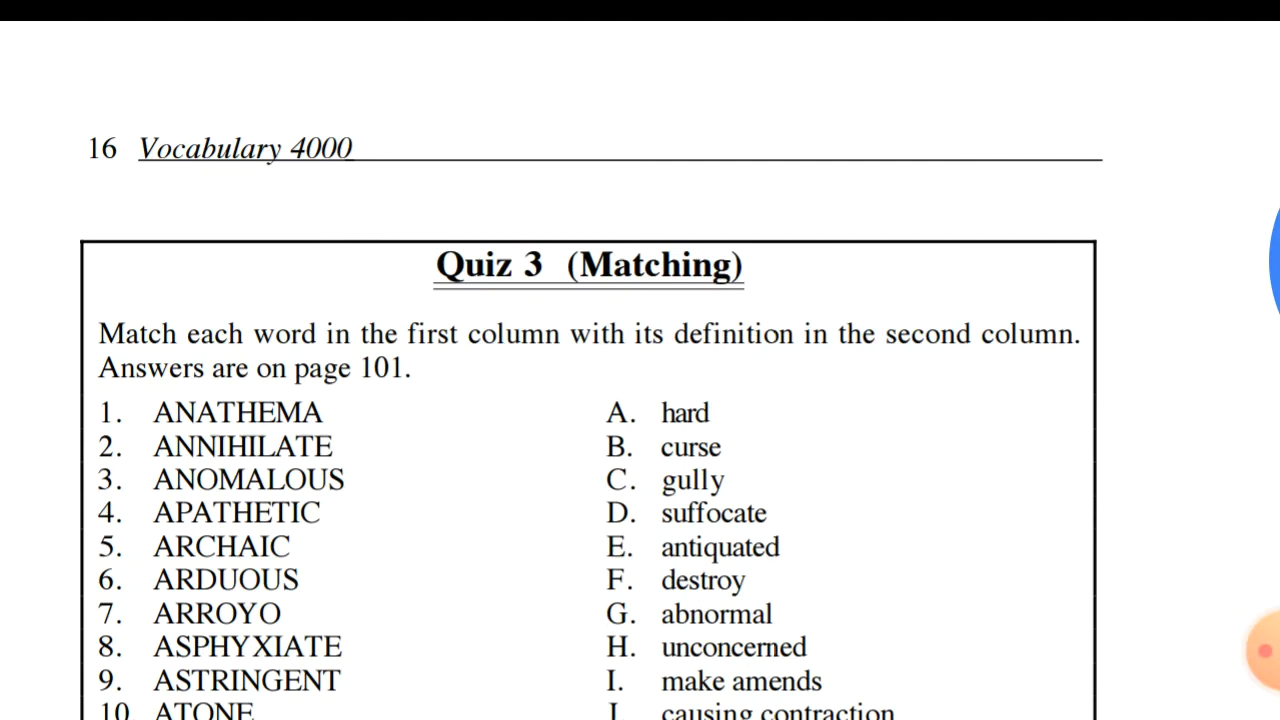 16 Vocabulary 4000
Quiz 3 (Matching)
Match each word in the first column with its definition in the second column.
Answers are on page 101.
1. ANATHEMA A. hard
2. ANNIHILATE B. curse
3. ANOMALOUS C. gully
4. APATHETIC D. suffocate
5. ARCHAIC E. antiquated
6. ARDUOUS F. destroy
7. ARROYO G. abnormal
8. ASPHYXIATE H. unconcerned
9. ASTRINGENT I. make amends
10. ATONE J. causing contraction